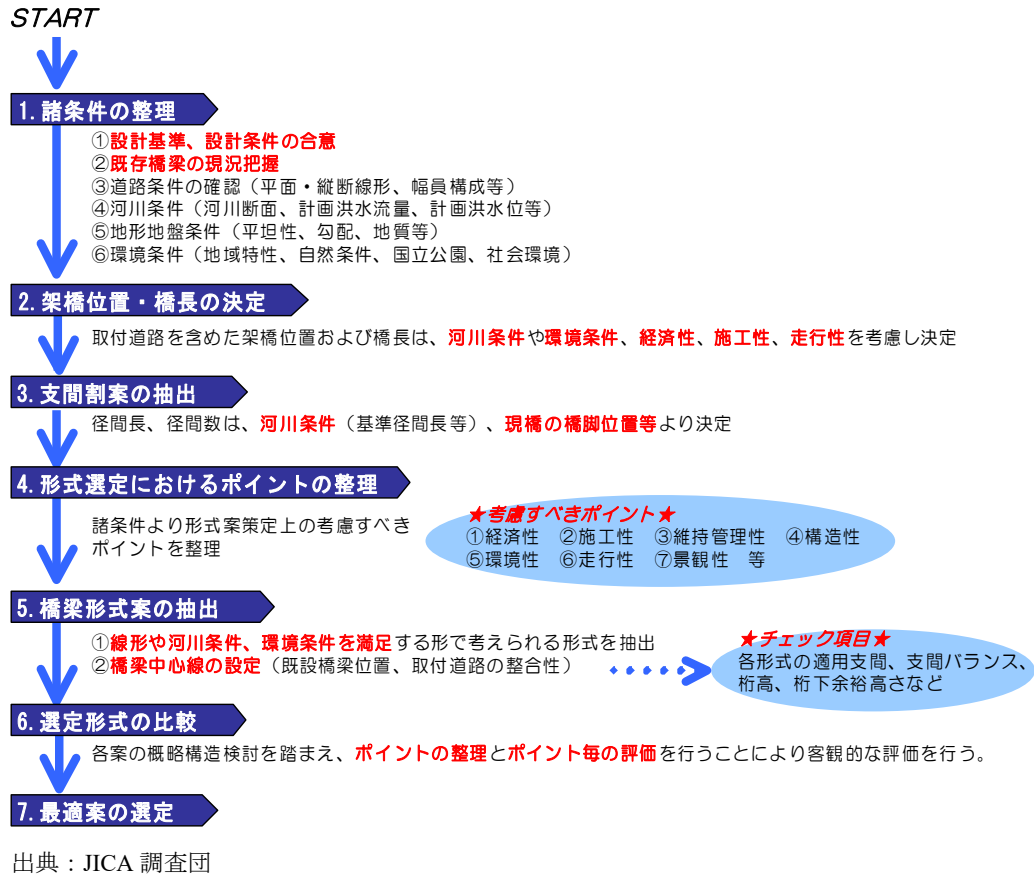 START
1. 諸条件の整理
①設計基準、設計条件の合意
②既存橋梁の現況把握
③道路条件の確認（平面・縦断線形、幅員構成等）
④河川条件（河川断面、計画洪水流量、計画洪水位等）
⑤地形地盤条件（平坦性、勾配、地質等）
⑥環境条件（地域特性、自然条件、国立公園、社会環境）
2. 架橋位置・橋長の決定
取付道路を含めた架橋位置および橋長は、河川条件や環境条件、経済性、施工性、走行性を考慮し決定
3. 支間割案の抽出
径間長、径間数は、河川条件（基準径間長等）、現橋の橋脚位置等より決定
4. 形式選定におけるポイントの整理
諸条件より形式案策定上の考慮すべき
ポイントを整理
★考慮すべきポイント★
①経済性　②施工性　③維持管理性　④構造性
⑤環境性　⑥走行性　⑦景観性　等
5. 橋梁形式案の抽出
①線形や河川条件、環境条件を満足する形で考えられる形式を抽出
②橋梁中心線の設定（既設橋梁位置、取付道路の整合性）
★チェック項目★
各形式の適用支間、支間バランス、
桁高、桁下余裕高さなど
6. 選定形式の比較
各案の概略構造検討を踏まえ、ポイントの整理とポイント毎の評価を行うことにより客観的な評価を行う。
7. 最適案の選定
出典：JICA 調査団